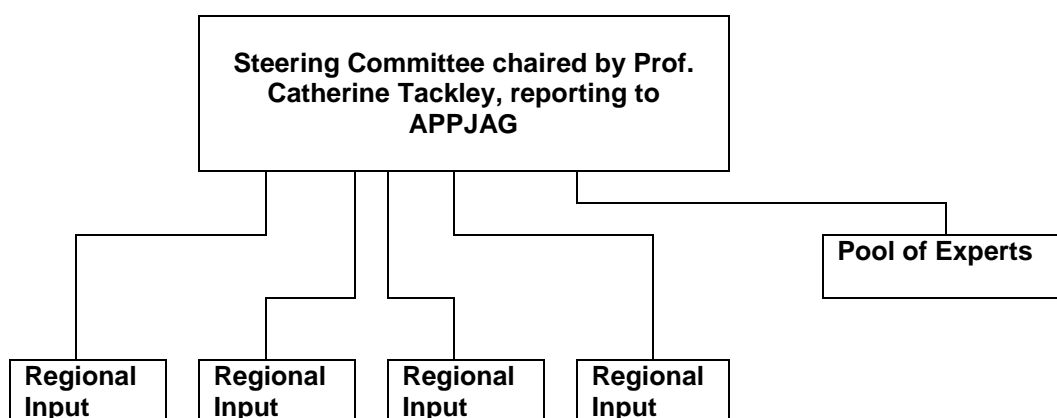 Steering Committee chaired by Prof.
Catherine Tackley, reporting to
APPJAG
Pool of Experts
Regional
Input
Regional
Input
Regional
Input
Regional
Input